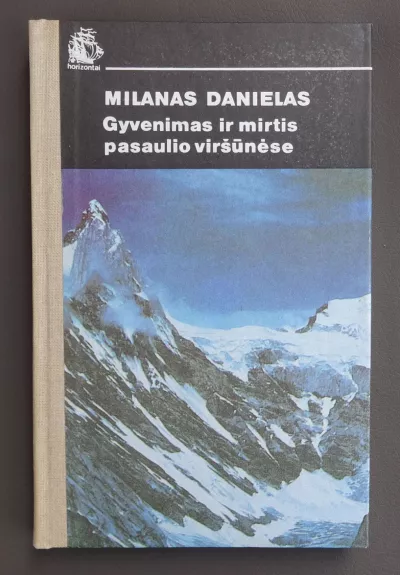 horizontai
MILANAS DANIELAS
Gyvenimas ir mirtis
pasaulio viršūnėse